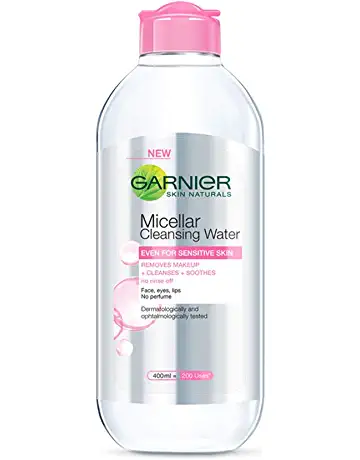 NEW
GARNIER
SKIN NATURALS
Micellar
Cleansing Water
EVEN FOR SENSITIVE SKIN
REMOVES MAKEUP
+ CLEANSES + SOOTHES
no rinse off
Face, eyes, lips
No perfume
Dermatologically and
ophtalmologically tested
400ml = 200 Uses*